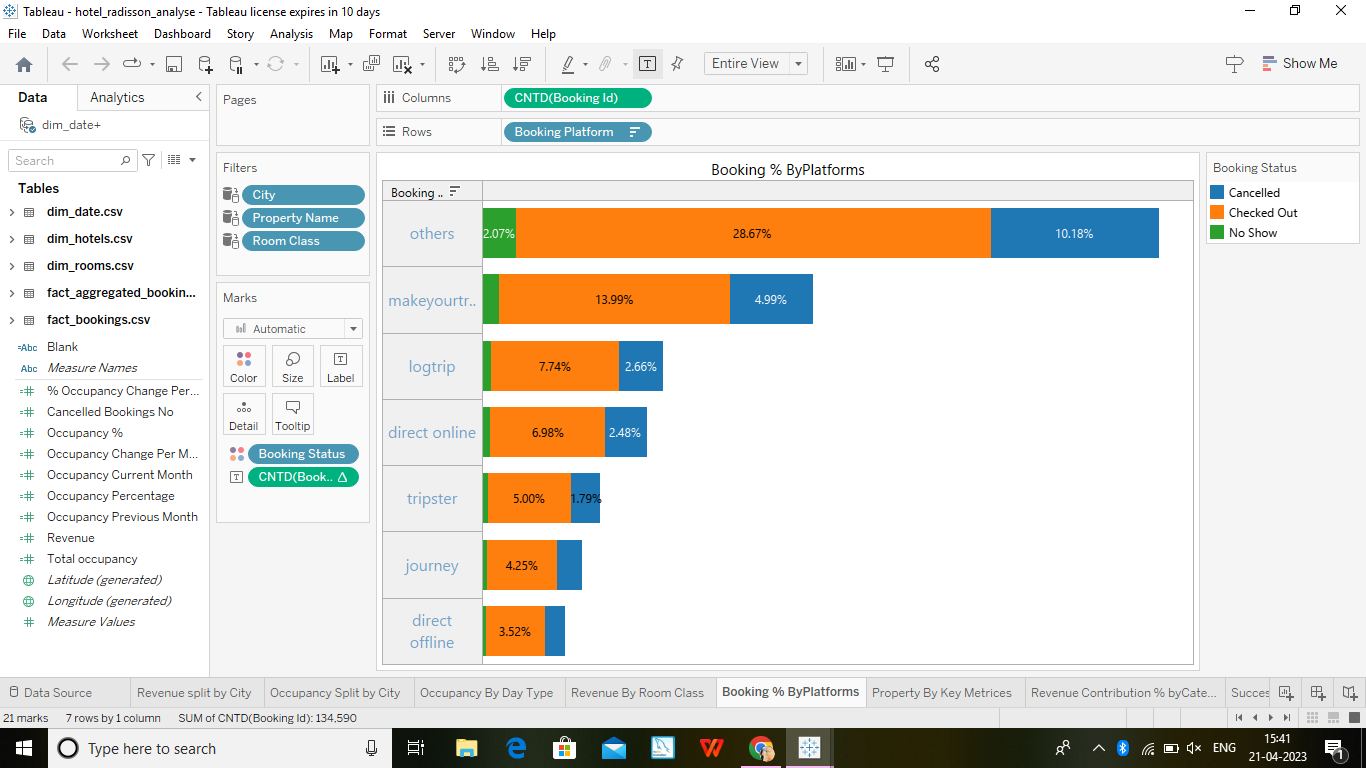 Tableau - hotel_radisson_analyse - Tableau license expires in 10 days
File Data Worksheet Dashboard Story Analysis Map Format Server Window Help
Entire View
Show Me
Data Analytics
dim_date+
Search
Tables
dim_date.csv
dim_hotels.csv
dim_rooms.csv
fact_aggregated_bookin...
fact_bookings.csv
=Abc Blank
Abc Measure Names
% Occupancy Change Per...
Cancelled Bookings No
Occupancy %
Occupancy Change Per M...
Occupancy Current Month
Occupancy Percentage
Occupancy Previous Month
Revenue
Total occupancy
Latitude (generated)
Longitude (generated)
Measure Values
Pages
Filters
City
Property Name
Room Class
Marks
Automatic
Color Size Label
Detail Tooltip
Booking Status
CNTD(Book.. Δ
Columns CNTD(Booking Id)
Rows Booking Platform
Booking % ByPlatforms
Booking ..
others 2.07% 28.67% 10.18%
makeyourtr.. 13.99% 4.99%
logtrip 7.74% 2.66%
direct online 6.98% 2.48%
tripster 5.00% 1.79%
journey 4.25%
direct
offline 3.52%
Booking Status
Cancelled
Checked Out
No Show
Data Source Revenue split by City Occupancy Split by City Occupancy By Day Type Revenue By Room Class Booking % ByPlatforms Property By Key Metrices Revenue Contribution % byCate... Succes
21 marks 7 rows by 1 column SUM of CNTD(Booking Id): 134,590
Type here to search
ENG
15:41
21-04-2023
1